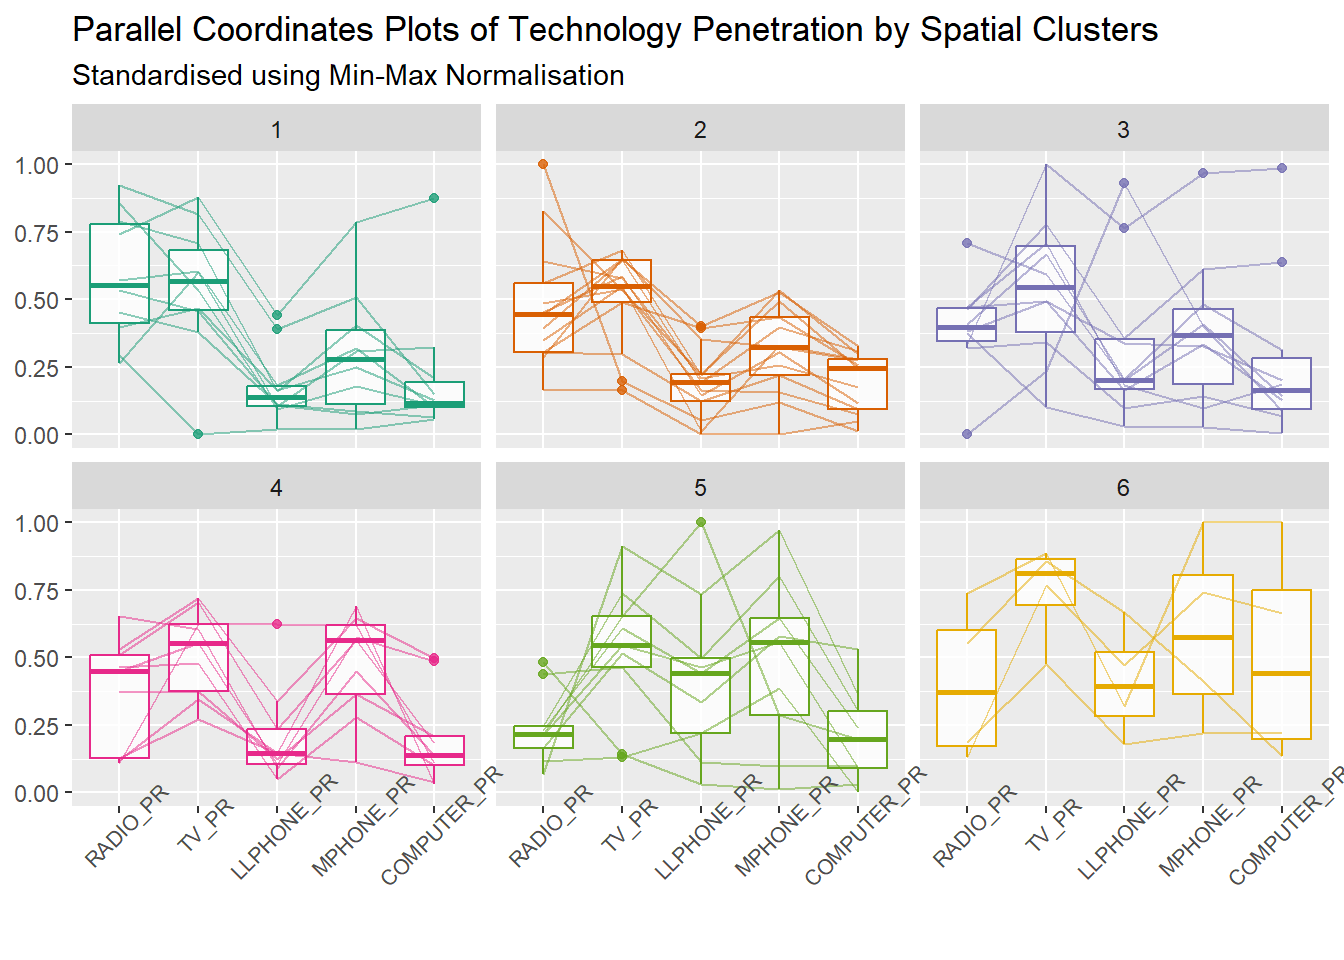 Parallel Coordinates Plots of Technology Penetration by Spatial Clusters
Standardised using Min-Max Normalisation
1
2
3
1.00
0.75
0.50
0.25
0.00
4
5
6
1.00
0.75
0.50
0.25
0.00
RADIO_PR
TV_PR
LLPHONE_PR
MPHONE_PR
COMPUTER_PR
RADIO_PR
TV_PR
LLPHONE_PR
MPHONE_PR
COMPUTER_PR
RADIO_PR
TV_PR
LLPHONE_PR
MPHONE_PR
COMPUTER_PR